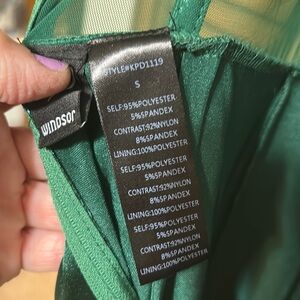 WINDSOR
STYLE#KPD1119
S
SELF:95%POLYESTER
5%SPANDEX
CONTRAST:92%NYLON
8%SPANDEX
LINING:100%POLYESTER
SELF:95%POLYESTER
5%SPANDEX
CONTRAST:92%NYLON
8%SPANDEX
LINING:100%POLYESTER
SELF:95%POLYESTER
5%SPANDEX
CONTRAST:92%NYLON
8%SPANDEX
LINING:100%POLYESTER